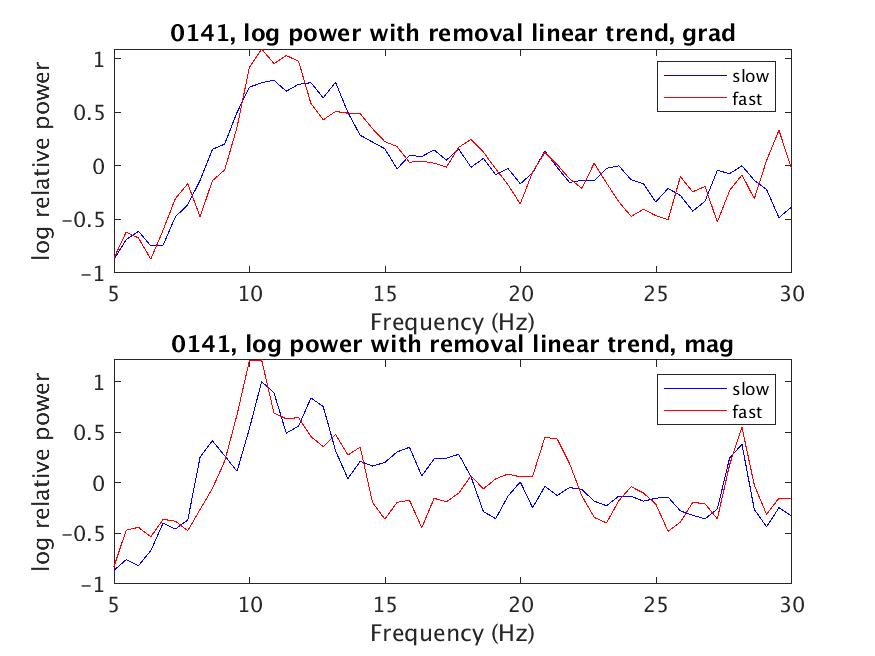 0141, log power with removal linear trend, grad
log relative power
1
0.5
0
−0.5
−1
slow
fast
5
10
15
20
25
30
Frequency (Hz)
0141, log power with removal linear trend, mag
log relative power
1
0.5
0
−0.5
−1
slow
fast
5
10
15
20
25
30
Frequency (Hz)